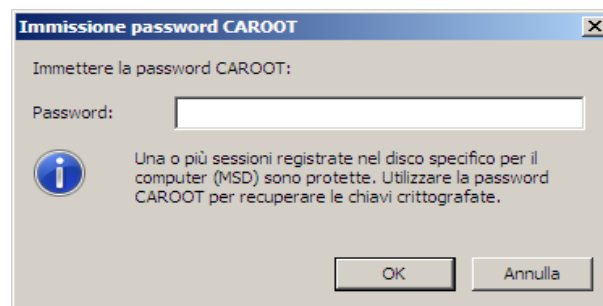 Immissione password CAROOT
Immettere la password CAROOT:
Password:
Una o più sessioni registrate nel disco specifico per il
computer (MSD) sono protette. Utilizzare la password
CAROOT per recuperare le chiavi crittografate.
OK Annulla